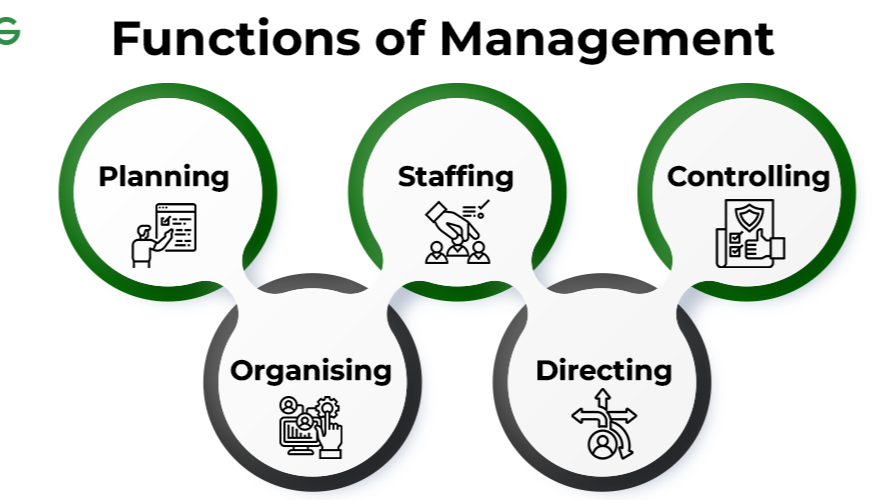 Functions of Management
Planning
Staffing
Controlling
Organising
Directing